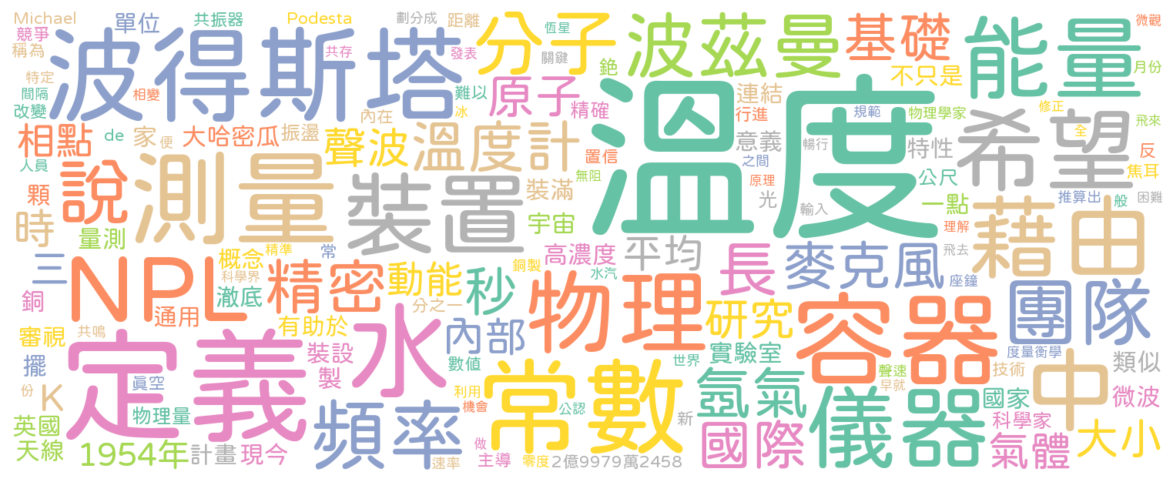 Michael
競爭
稱為
單位
共振器
Podesta
劃分成
距離
恆星
微觀
波得斯塔
共存
發表
分子
關鍵
波茲曼
基礎
能量
不只是
月份
特定
間隔
改變
相變
難以
冰
原子
銫
精確
連結
行進
溫度
規範
物理學家
修正
希望
飛來
內在
相點
de
家
便
大哈密瓜
振盪
聲波
溫度計
置信
意義
之間
暢行
特性
全
反
人員
測量
說
顆
裝置
裝滿
無阻
原理
光
公尺
推算出
焦耳
般
困難
時
量測
宇宙
輸入
一點
理解
藉由
三
概念
精準
常
高濃度
平均
長
麥克風
飛去
座鐘
NPL
科學界
精密
動能
鋼製
水汽
秒
物理
容器
團隊
銅
澈底
通用
分之一
審視
共鳴
有助於
水
內部
研究
擺
定義
裝設
製
數值
世界
實驗室
度量衡學
類似
份
K
真空
物理量
頻率
利用
機會
常數
公認
氬氣
聲速
早就
儀器
國家
技術
中
微波
英國
天線
1954年
計畫
現今
速率
做
主導
零度
2億9979萬2458
新
國際
科學家
氣體
大小